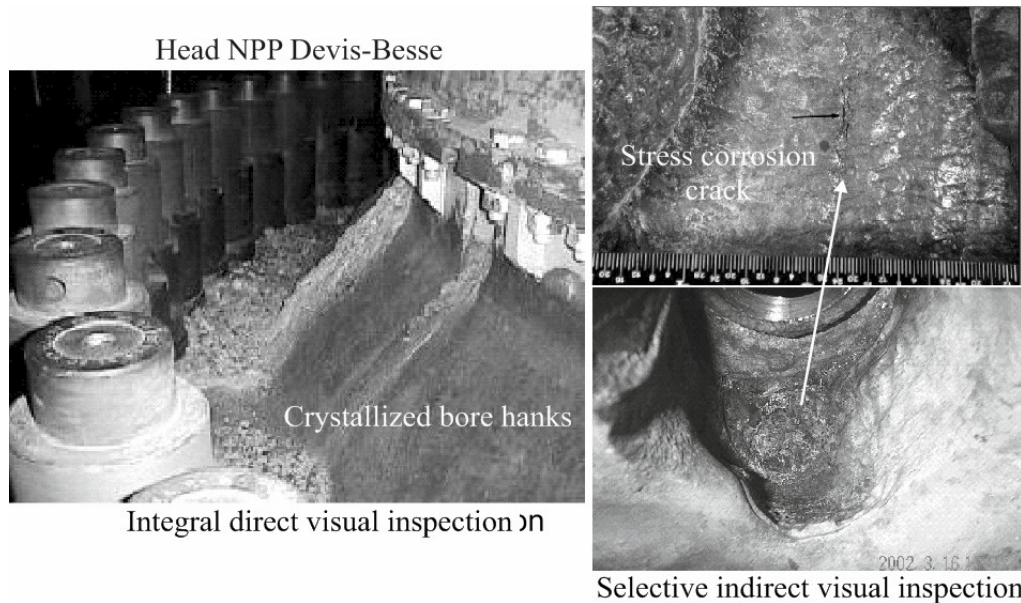 Head NPP Devis-Besse
Stress corrosion
crack
Crystallized bore hanks
Integral direct visual inspection on
2002. 3. 16
Selective indirect visual inspection